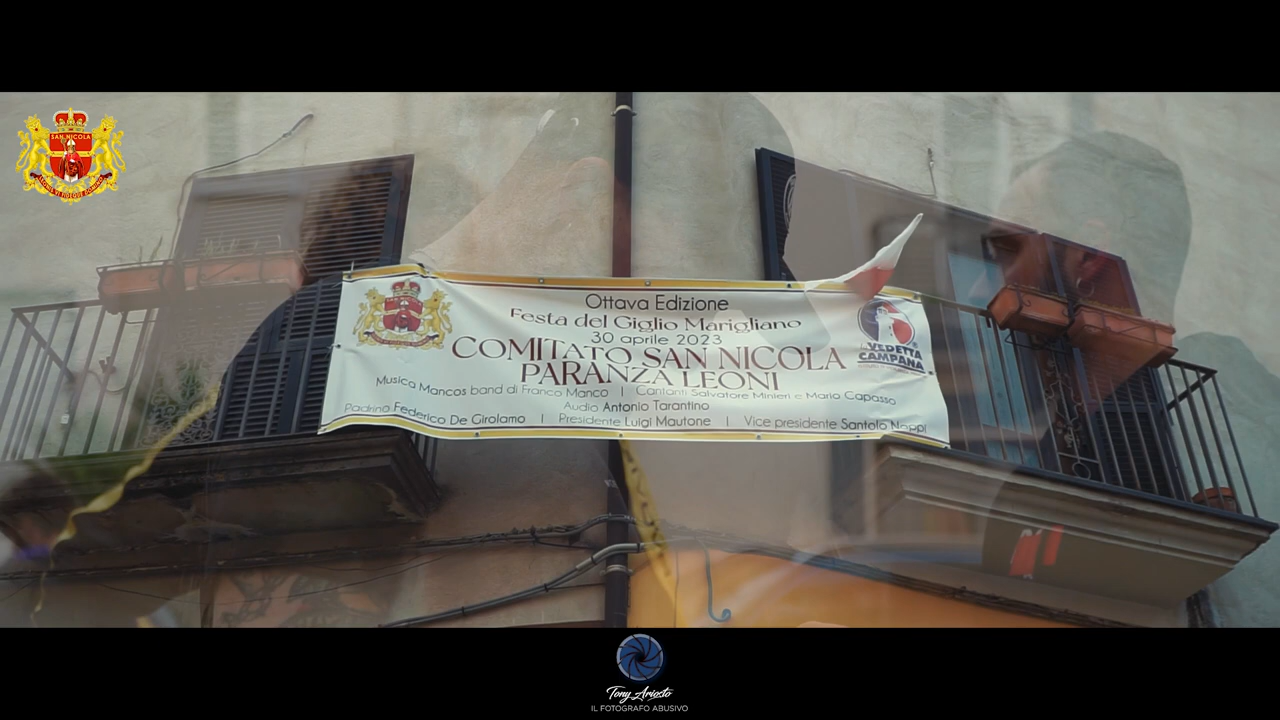 SAN NICOLA
Ottava Edizione
Festa del Giglio Marigliano
30 aprile 2023
COMITATO SAN NICOLA
PARANZA LEONI
Musica Mancos band di Franco Manco | Cantanti Salvatore Minieri e Mario Capasso
Audio Antonio Tarantino
Padrino Federico De Girolamo | Presidente Luigi Mautone | Vice presidente Santolo Nappi
la VEDETTA
CAMPANA
Tony Ariosto
IL FOTOGRAFO ABUSIVO